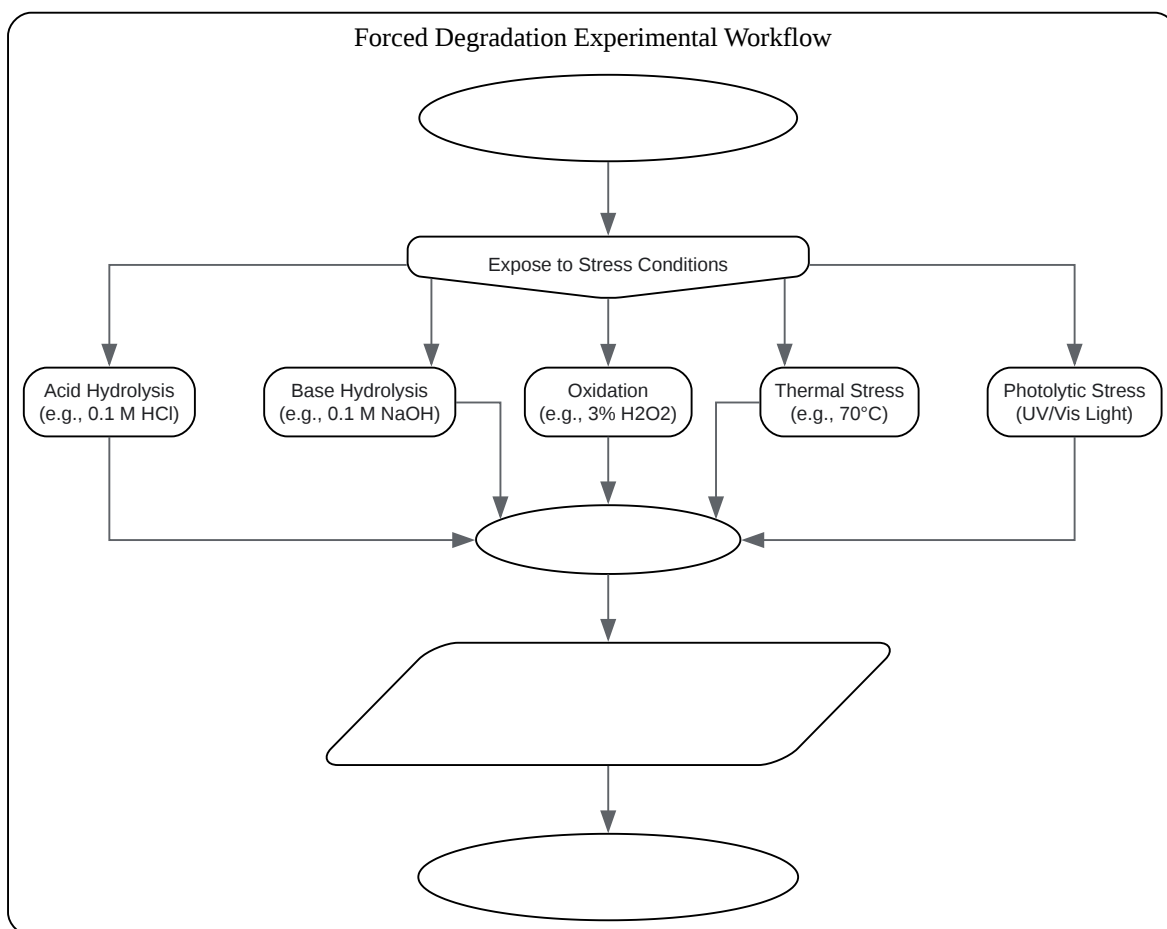 Forced Degradation Experimental Workflow
Expose to Stress Conditions
Acid Hydrolysis
(e.g., 0.1 M HCl)
Base Hydrolysis
(e.g., 0.1 M NaOH)
Oxidation
(e.g., 3% H2O2)
Thermal Stress
(e.g., 70°C)
Photolytic Stress
(UV/Vis Light)